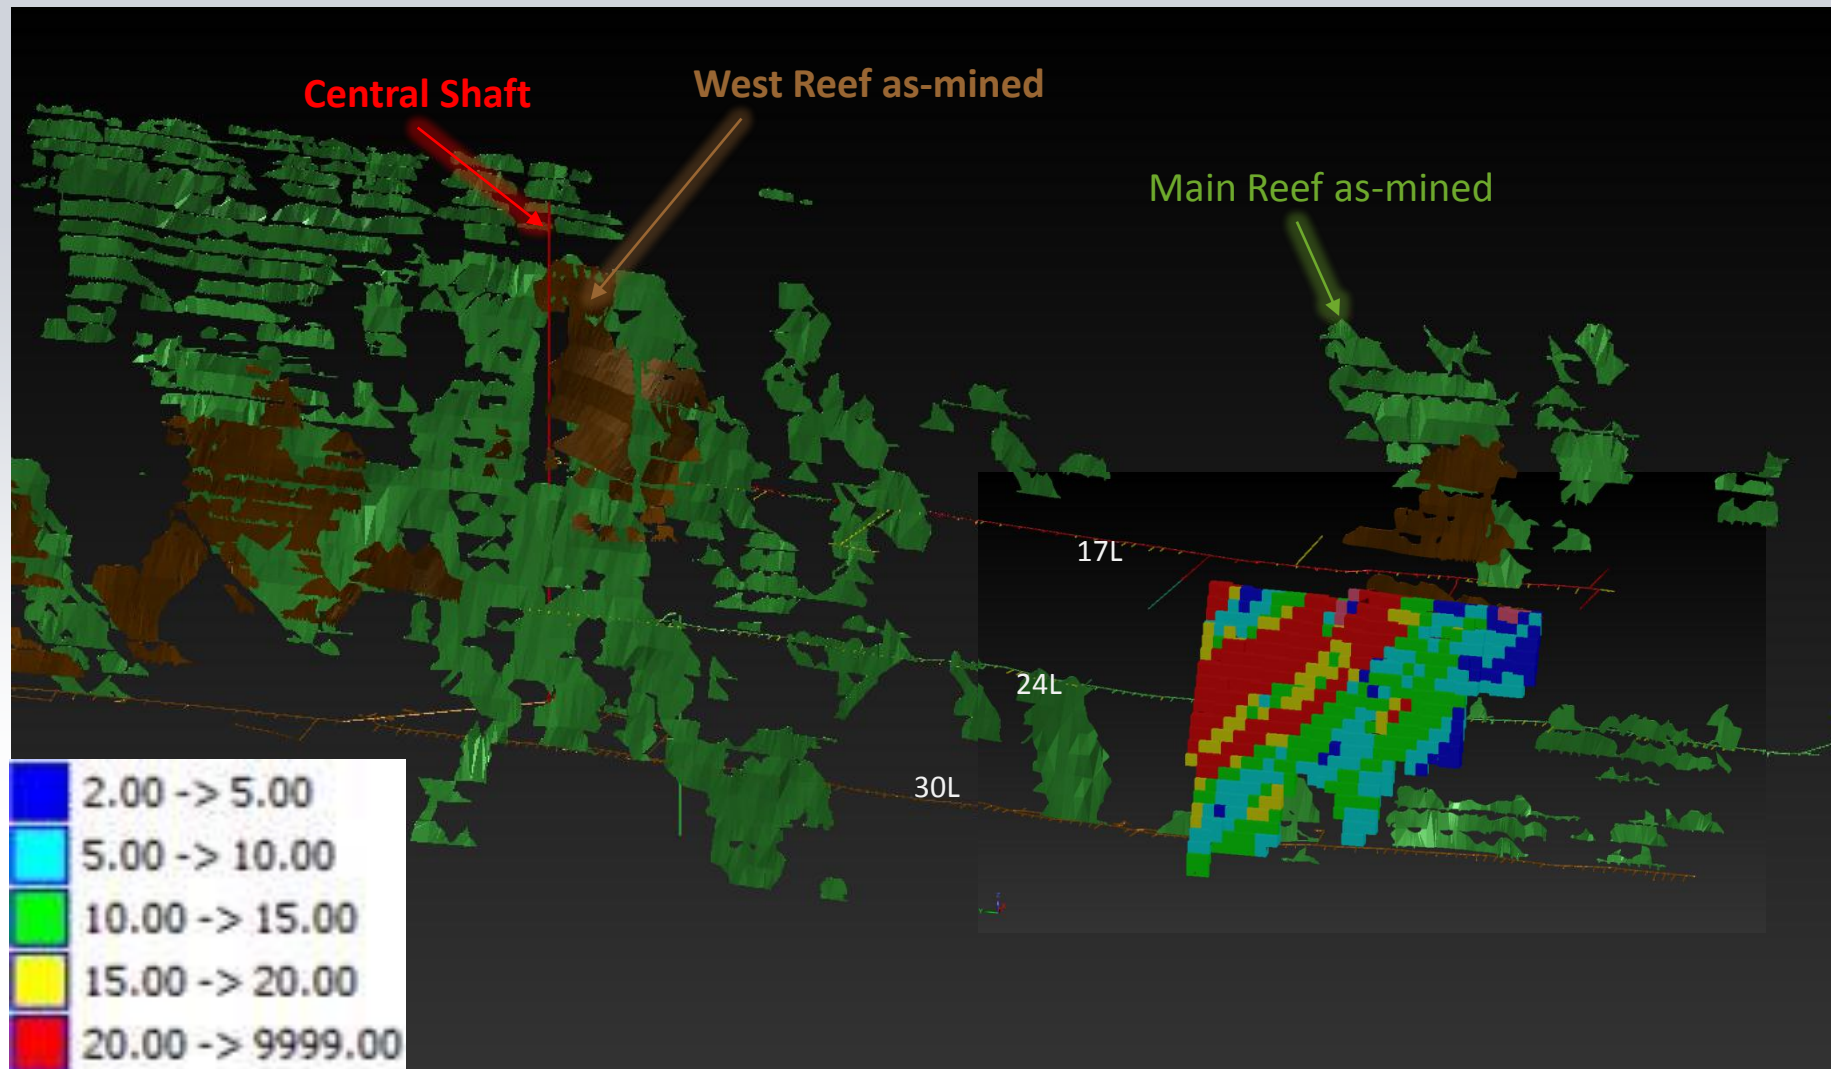 Central Shaft
West Reef as-mined
Main Reef as-mined
17L
24L
30L
2.00 -> 5.00
5.00 -> 10.00
10.00 -> 15.00
15.00 -> 20.00
20.00 -> 9999.00